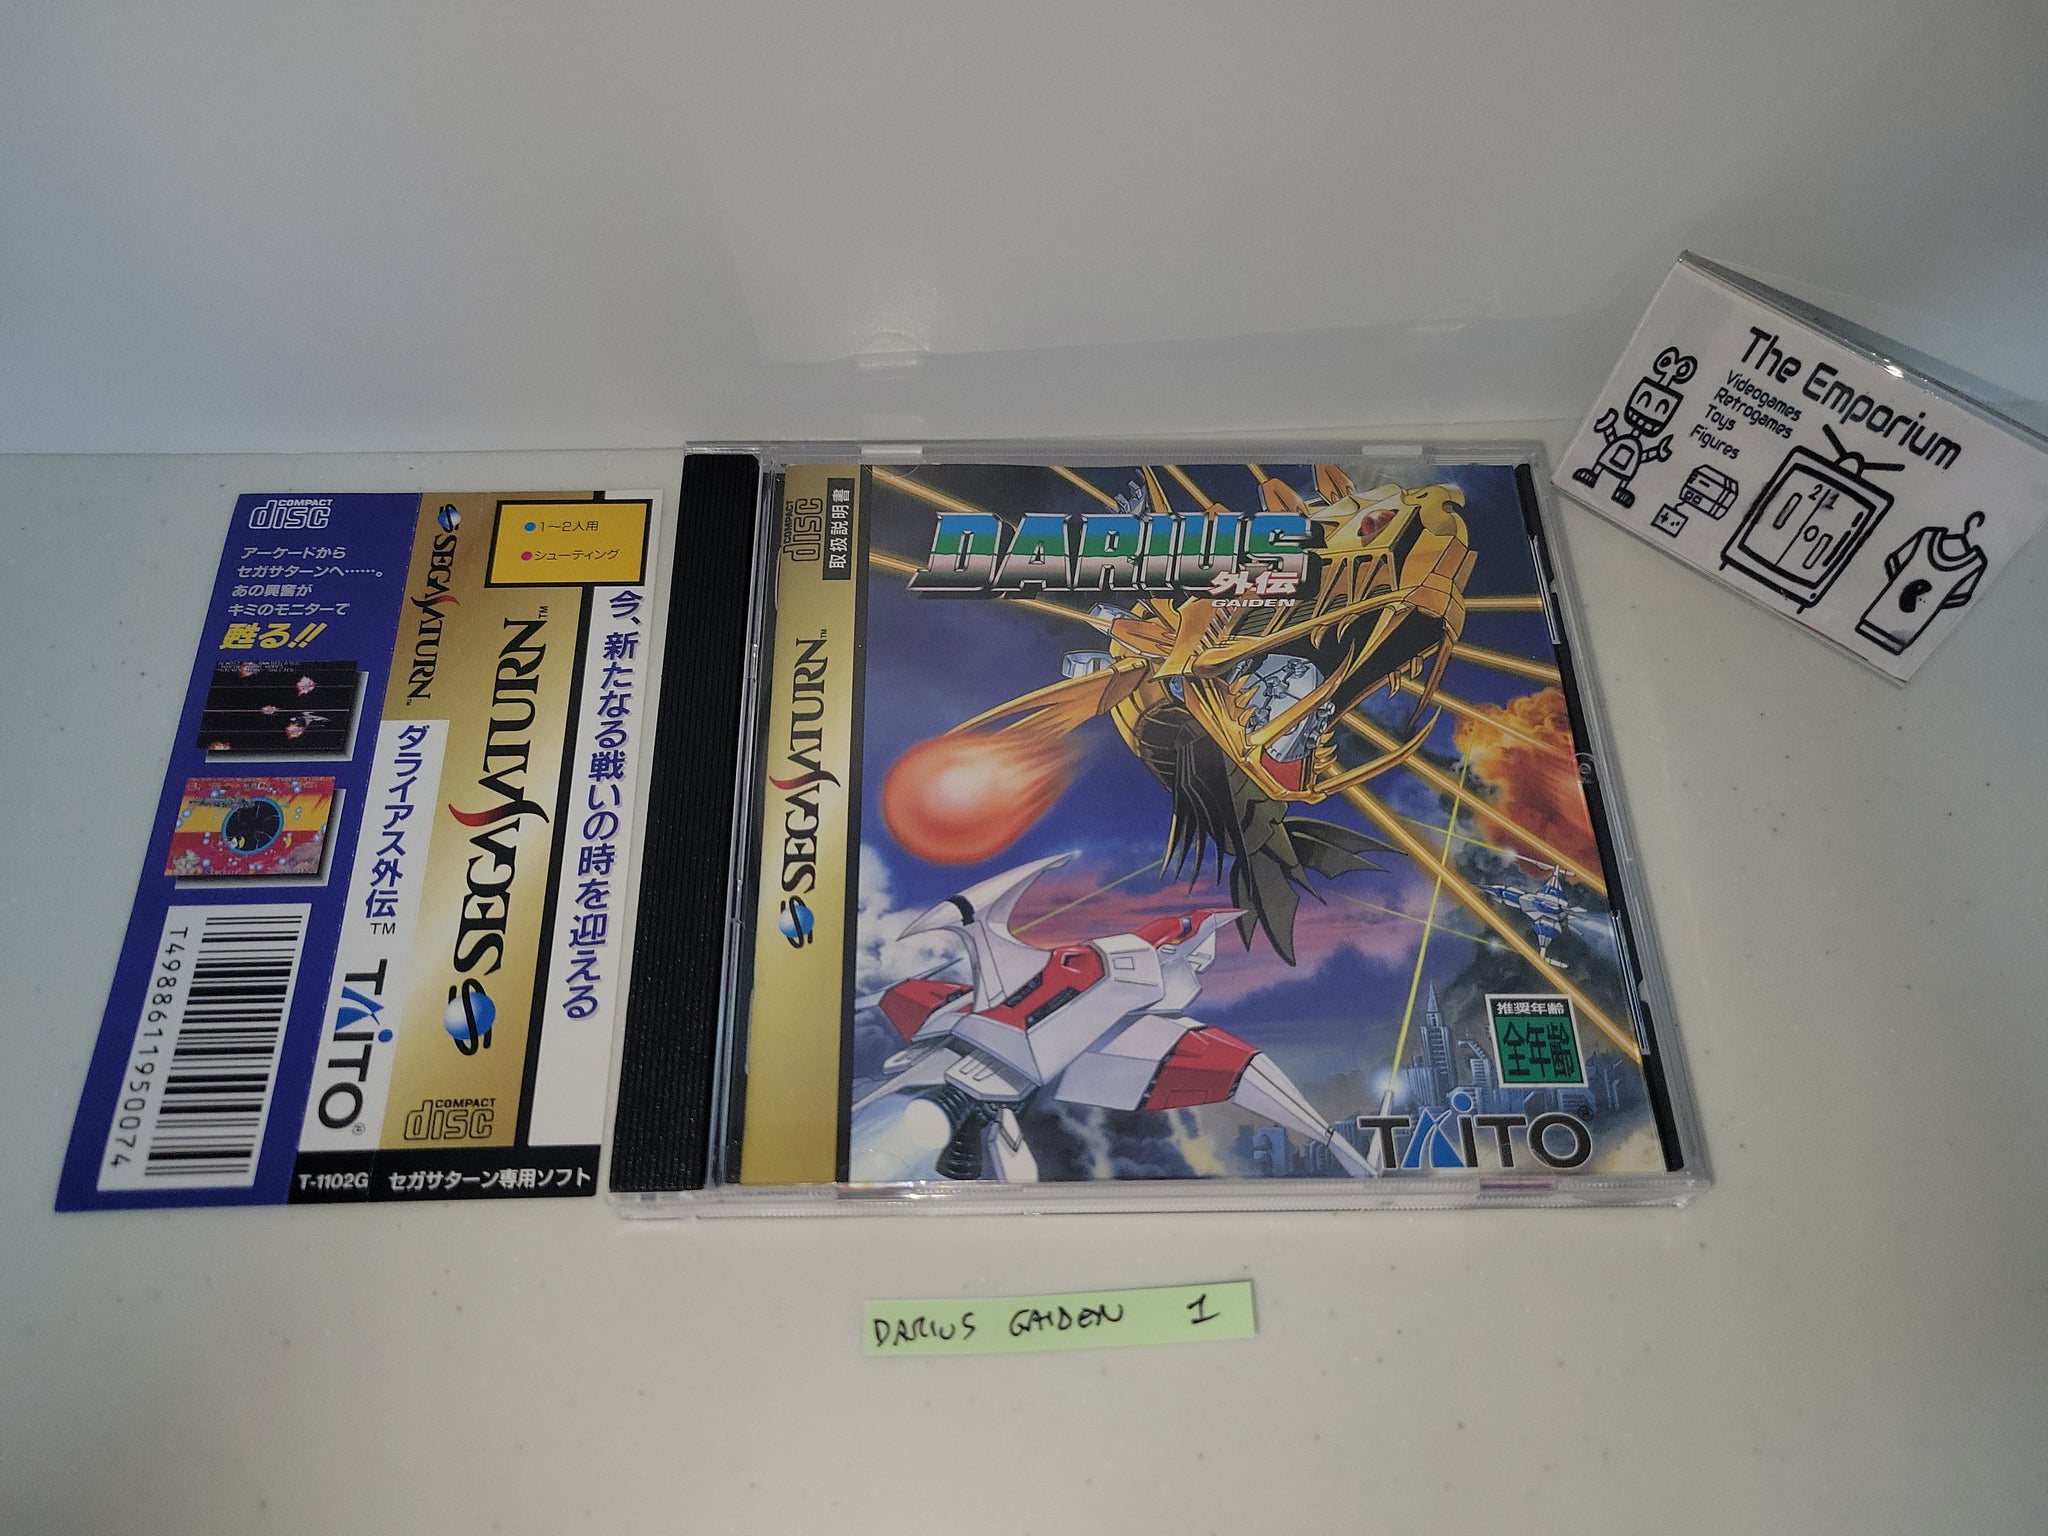 COMPACT
disc
アーケードから
セガサターンへ……。
あの興奮が
キミのモニターで
甦る!!
T4988611950074
SEGA SATURN™
ダライアス外伝™
TAITO®
T-1102G
1〜2人用
シューティング
SEGA SATURN™
COMPACT
disc
今、新たなる戦いの時を迎える
セガサターン専用ソフト
COMPACT
disc
取扱説明書
SEGA SATURN™
DARIUS
外伝
GAIDEN
推奨年齢
全年齢
TAITO®
The Emporium
Videogames
Retrogames
Toys
Figures
21
DARIUS GAIDEN 1